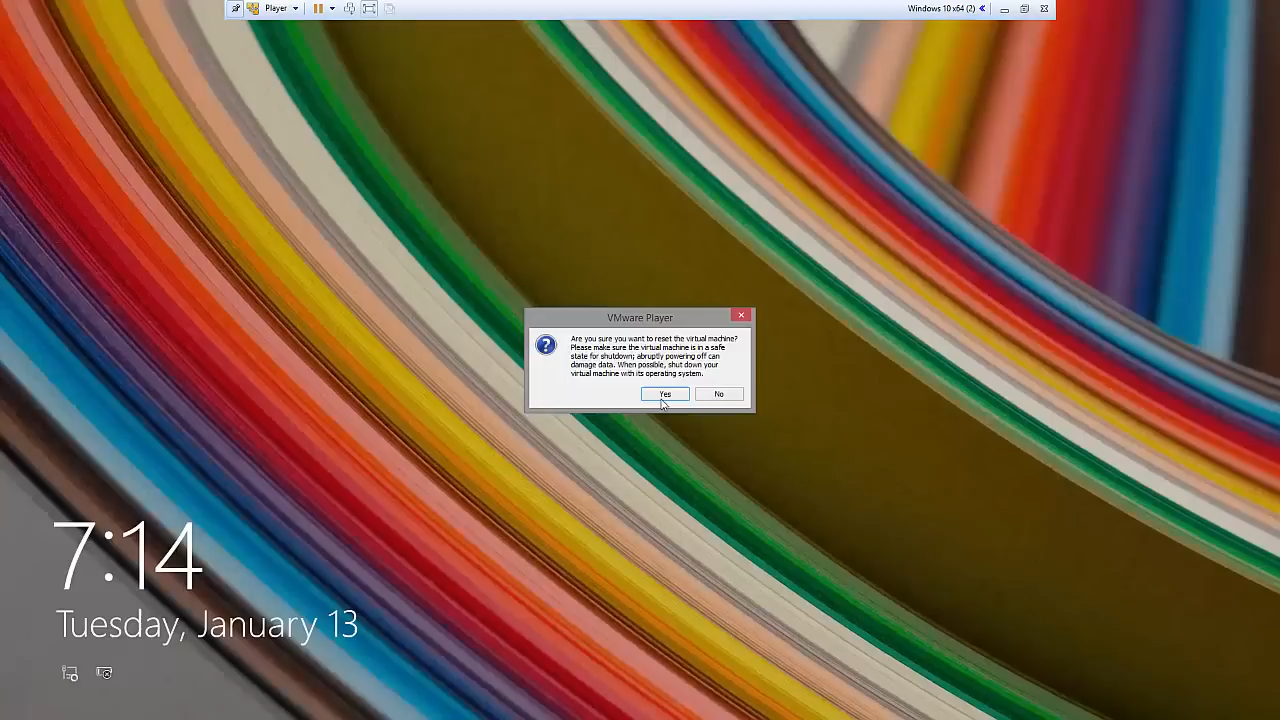 Player
Windows 10 x64 (2)
VMware Player
Are you sure you want to reset the virtual machine?
Please make sure the virtual machine is in a safe
state for shutdown; abruptly powering off can
damage data. When possible, shut down your
virtual machine with its operating system.
Yes No
7:14
Tuesday, January 13